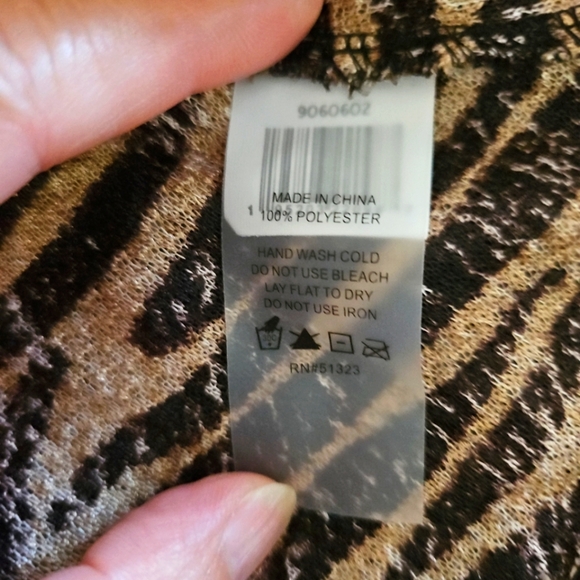 9060602
MADE IN CHINA
100% POLYESTER
HAND WASH COLD
DO NOT USE BLEACH
LAY FLAT TO DRY
DO NOT USE IRON
RN#51323